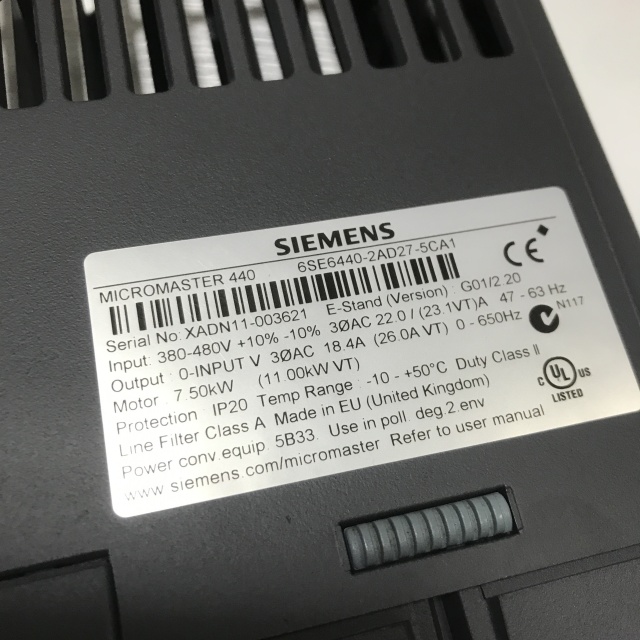 SIEMENS
MICROMASTER 440 6SE6440-2AD27-5CA1
CE
Serial No: XADN11-003621 E-Stand (Version) : G01/2.20
Input: 380-480V +10% -10% 3ØAC 22.0 / (23.1VT)A 47 - 63 Hz
Output : 0-INPUT V 3ØAC 18.4A (26.0A VT) 0 - 650Hz
N117
Motor : 7.50kW (11.00kW VT)
Protection IP20 Temp Range : -10 - +50°C Duty Class II
Line Filter Class A Made in EU (United Kingdom)
C UL US
LISTED
Power conv.equip. 5B33. Use in poll. deg.2.env
www.siemens.com/micromaster Refer to user manual